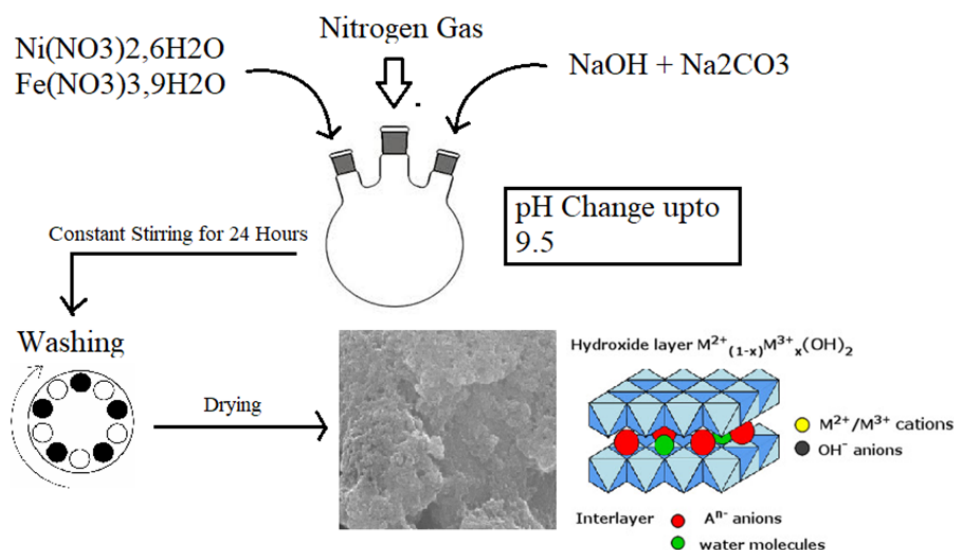 Ni(NO3)2,6H2O
Fe(NO3)3,9H2O
Nitrogen Gas
NaOH + Na2CO3
pH Change upto
9.5
Constant Stirring for 24 Hours
Washing
Drying
Hydroxide layer M²⁺₍₁₋ₓ₎M³⁺ₓ(OH)₂
M²⁺/M³⁺ cations
OH⁻ anions
Interlayer
Aⁿ⁻ anions
water molecules